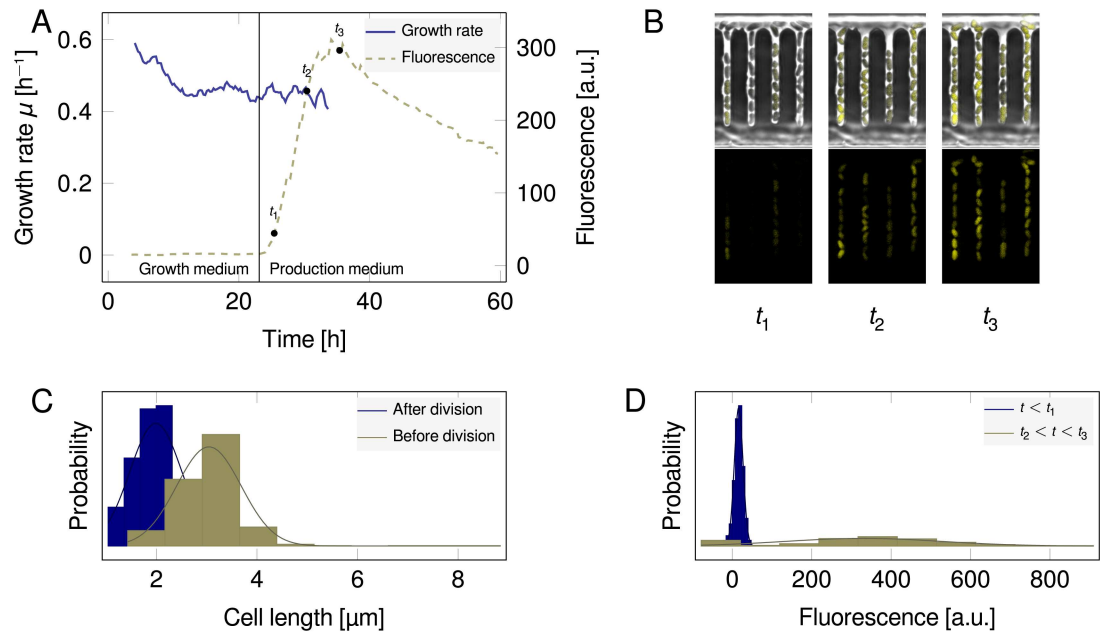 A
0.6
0.4
0.2
0
Growth rate μ [h⁻¹]
t₁
t₂
t₃
Growth rate
Fluorescence
300
200
100
0
Fluorescence [a.u.]
Growth medium
Production medium
0
20
40
60
Time [h]
B
t₁
t₂
t₃
C
Probability
After division
Before division
2
4
6
8
Cell length [μm]
D
Probability
t < t₁
t₂ < t < t₃
0
200
400
600
800
Fluorescence [a.u.]